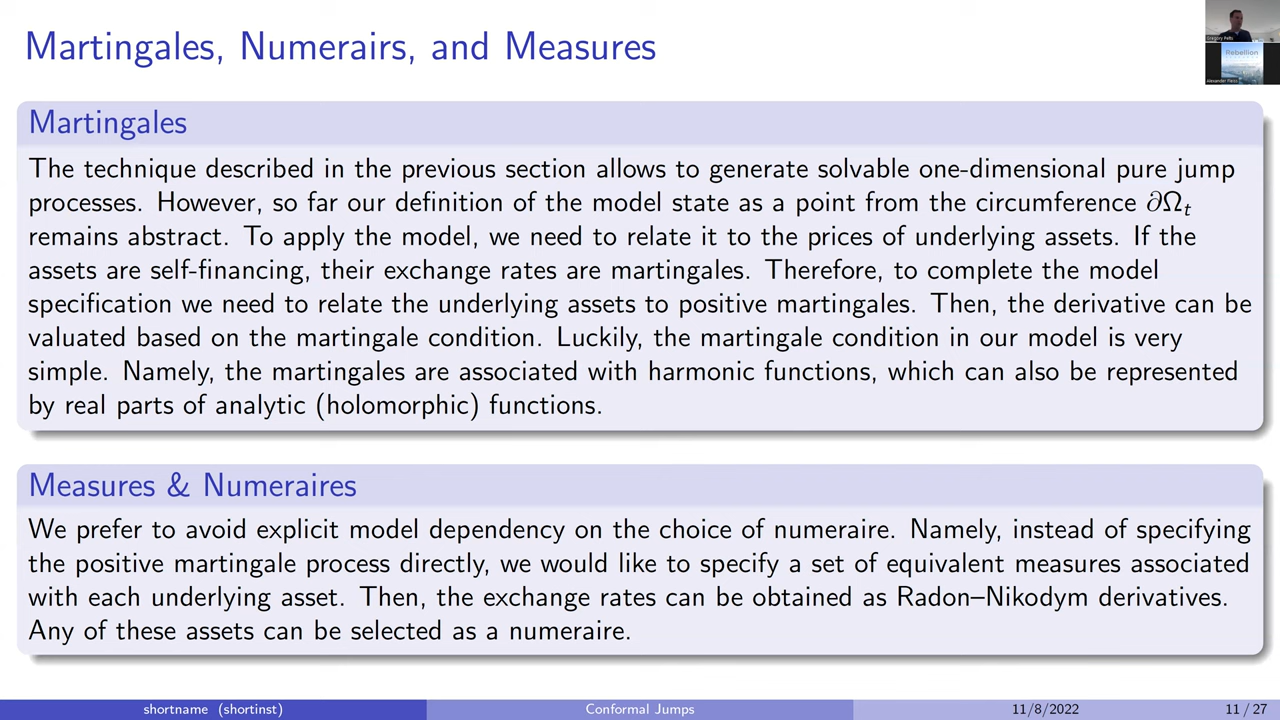 Martingales, Numerairs, and Measures
Gregory Pelts
Rebellion
Martingales
The technique described in the previous section allows to generate solvable one-dimensional pure jump
processes. However, so far our definition of the model state as a point from the circumference ∂Ωt
remains abstract. To apply the model, we need to relate it to the prices of underlying assets. If the
assets are self-financing, their exchange rates are martingales. Therefore, to complete the model
specification we need to relate the underlying assets to positive martingales. Then, the derivative can be
valuated based on the martingale condition. Luckily, the martingale condition in our model is very
simple. Namely, the martingales are associated with harmonic functions, which can also be represented
by real parts of analytic (holomorphic) functions.
Measures & Numeraires
We prefer to avoid explicit model dependency on the choice of numeraire. Namely, instead of specifying
the positive martingale process directly, we would like to specify a set of equivalent measures associated
with each underlying asset. Then, the exchange rates can be obtained as Radon–Nikodym derivatives.
Any of these assets can be selected as a numeraire.
shortname (shortinst)
Conformal Jumps
11/8/2022
11 / 27